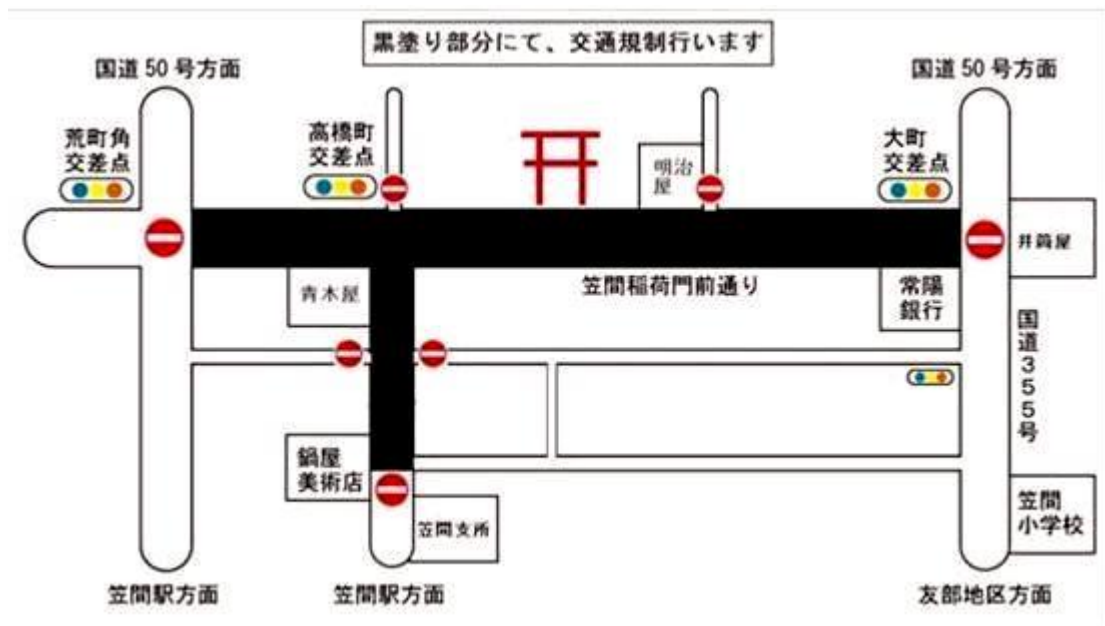 黒塗り部分にて、交通規制行います
国道50号方面
国道50号方面
荒町角
交差点
高橋町
交差点
明治
屋
大町
交差点
井筒屋
青木屋
笠間稲荷門前通り
常陽
銀行
国道355号
鍋屋
美術店
笠間支所
笠間
小学校
笠間駅方面
笠間駅方面
友部地区方面